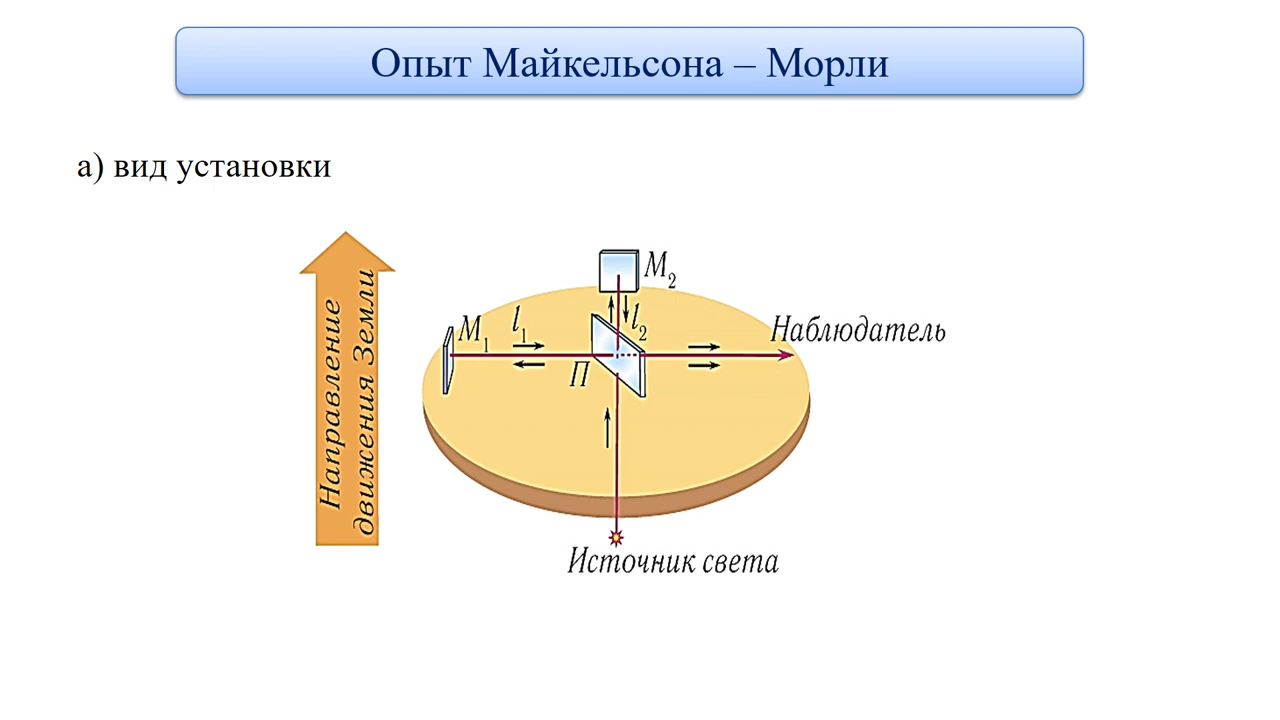 Опыт Майкельсона – Морли
а) вид установки
Направление
движения Земли
M₂
M₁
l₁
l₂
Наблюдатель
П
Источник света